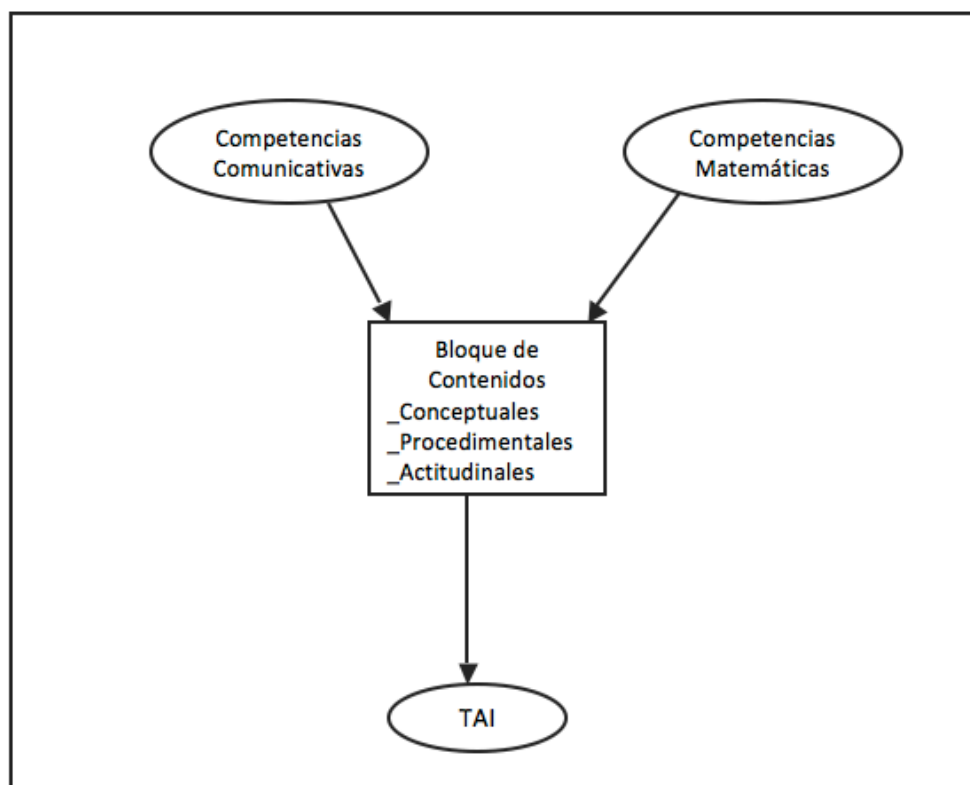 Competencias
Comunicativas
Competencias
Matemáticas
Bloque de
Contenidos
_Conceptuales
_Procedimentales
_Actitudinales
TAI